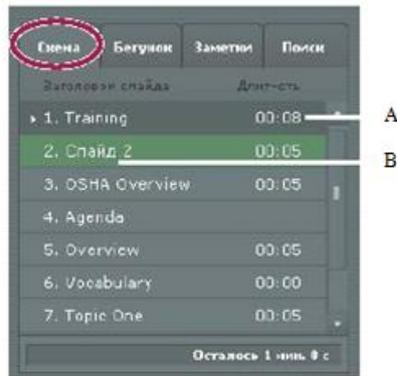 Схема Бегунок Заметки Поиск
Заголовки слайда Длит-сть
1. Training 00:08 A
2. Слайд 2 00:05 B
3. OSHA Overview 00:05
4. Agenda
5. Overview 00:05
6. Vocabulary 00:00
7. Topic One 00:05
Осталось 1 мин. 0 с